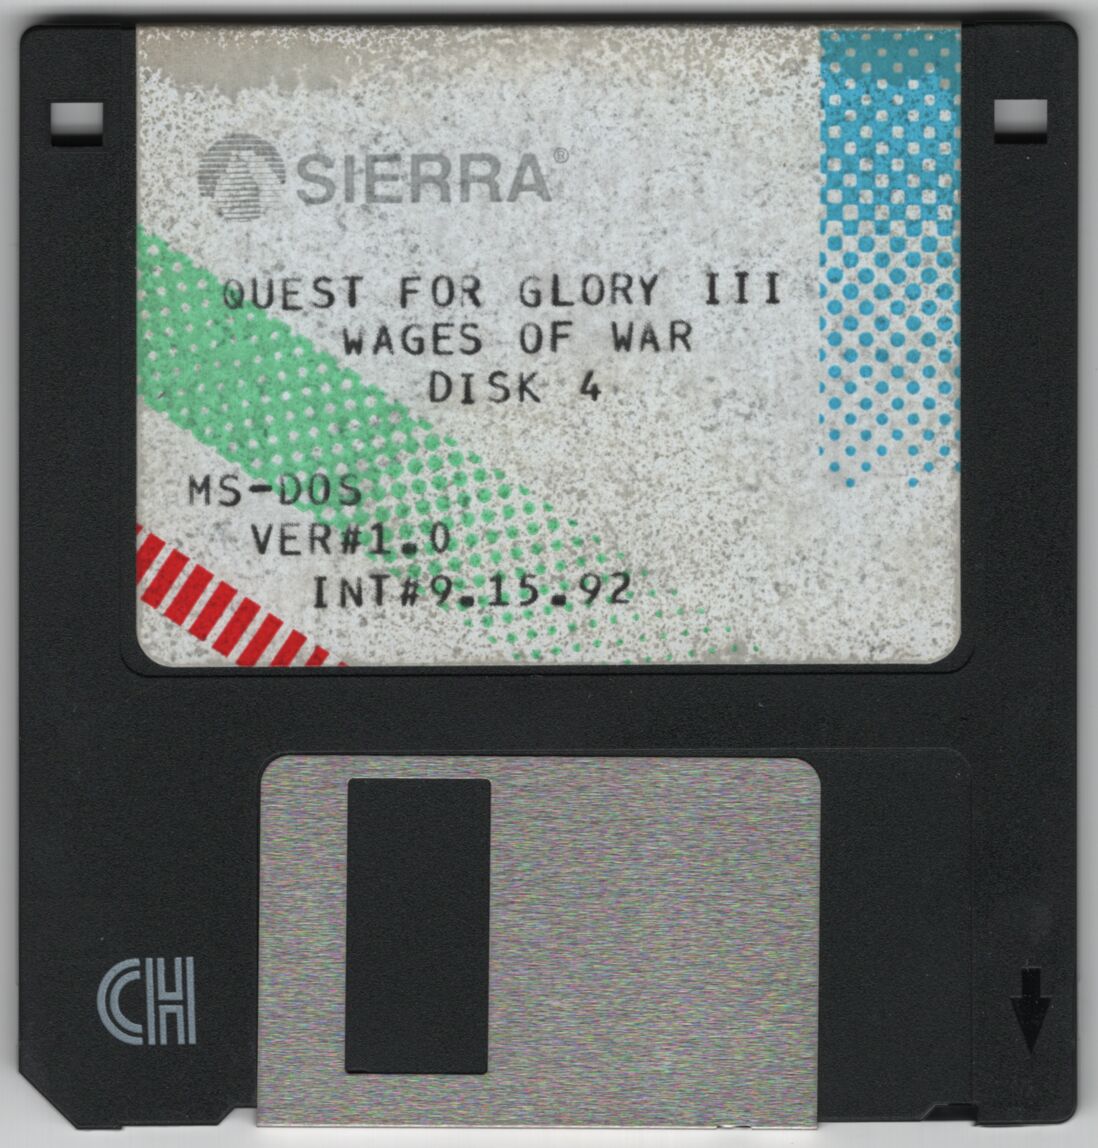 SIERRA®
QUEST FOR GLORY III
WAGES OF WAR
DISK 4
MS-DOS
VER#1.0
INT#9.15.92
CH